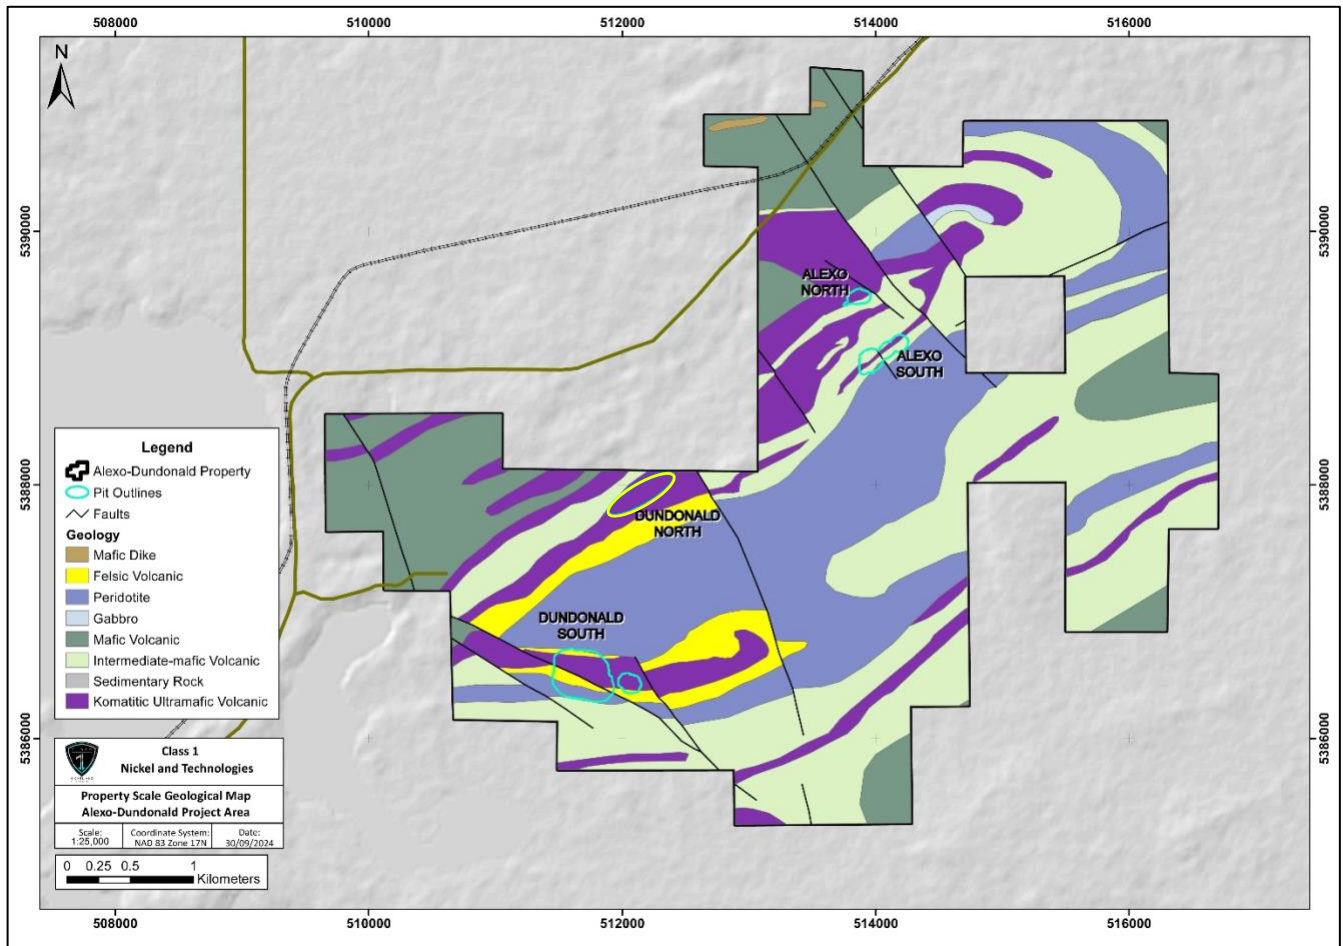 508000
510000
512000
514000
516000
N
5390000
5390000
ALEXO
NORTH
ALEXO
SOUTH
5388000
5388000
DUNDONALD
NORTH
DUNDONALD
SOUTH
5386000
5386000
Legend
Alexo-Dundonald Property
Pit Outlines
Faults
Geology
Mafic Dike
Felsic Volcanic
Peridotite
Gabbro
Mafic Volcanic
Intermediate-mafic Volcanic
Sedimentary Rock
Komatitic Ultramafic Volcanic
Class 1
Nickel and Technologies
Property Scale Geological Map
Alexo-Dundonald Project Area
Scale:
1:25,000
Coordinate System:
NAD 83 Zone 17N
Date:
30/09/2024
0 0.25 0.5 1
Kilometers
508000
510000
512000
514000
516000